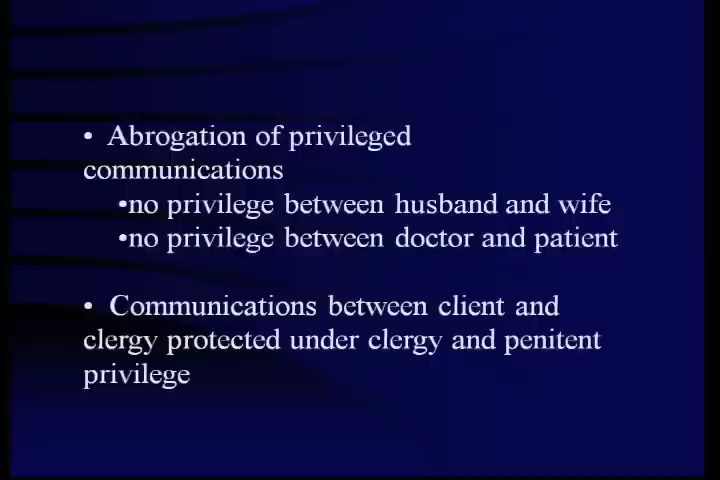 • Abrogation of privileged
communications
•no privilege between husband and wife
•no privilege between doctor and patient
• Communications between client and
clergy protected under clergy and penitent
privilege